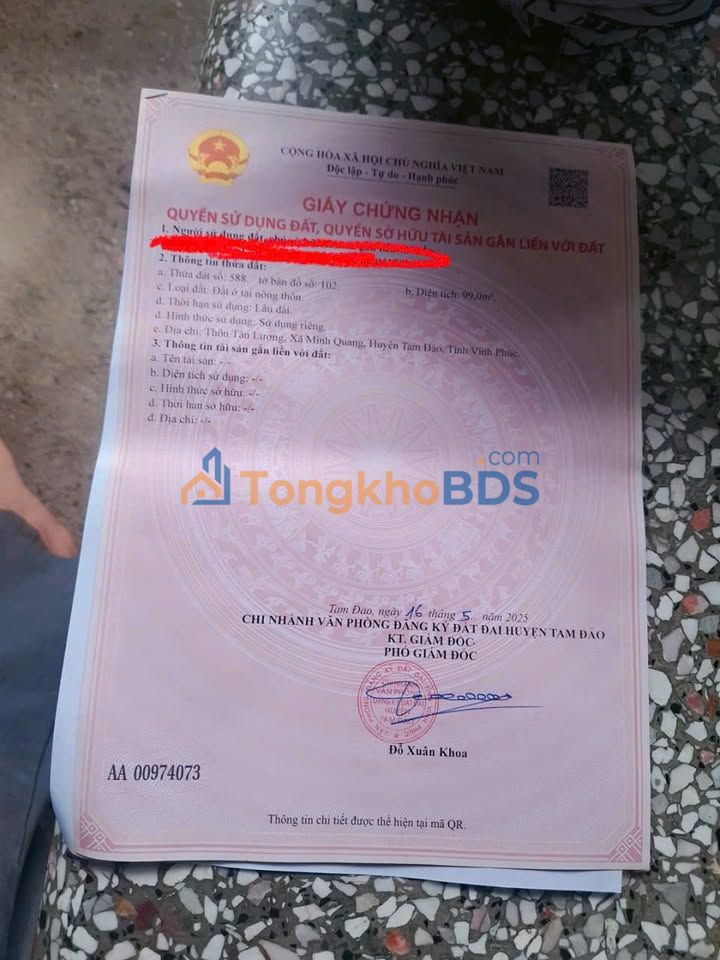 CỘNG HÒA XÃ HỘI CHỦ NGHĨA VIỆT NAM
Độc lập - Tự do - Hạnh phúc
GIẤY CHỨNG NHẬN
QUYỀN SỬ DỤNG ĐẤT, QUYỀN SỞ HỮU TÀI SẢN GẮN LIỀN VỚI ĐẤT
1. Người sử dụng đất,
2. Thông tin thửa đất:
a. Thửa đất số: 588. tờ bản đồ số: 102. b. Diện tích: 99,0m².
c. Loại đất: Đất ở tại nông thôn.
d. Thời hạn sử dụng: Lâu dài.
đ. Hình thức sử dụng: Sử dụng riêng.
e. Địa chỉ: Thôn Tân Lương, Xã Minh Quang, Huyện Tam Đảo, Tỉnh Vĩnh Phúc.
3. Thông tin tài sản gắn liền với đất:
a. Tên tài sản: -/-
b. Diện tích sử dụng: -/-
c. Hình thức sở hữu: -/-
d. Thời hạn sở hữu: -/-
đ. Địa chỉ: -/-
TongkhoBDS.com
Tam Đảo, ngày 16 tháng 5 năm 2025
CHI NHÁNH VĂN PHÒNG ĐĂNG KÝ ĐẤT ĐAI HUYỆN TAM ĐẢO
KT. GIÁM ĐỐC
PHÓ GIÁM ĐỐC
Đỗ Xuân Khoa
AA 00974073
Thông tin chi tiết được thể hiện tại mã QR.